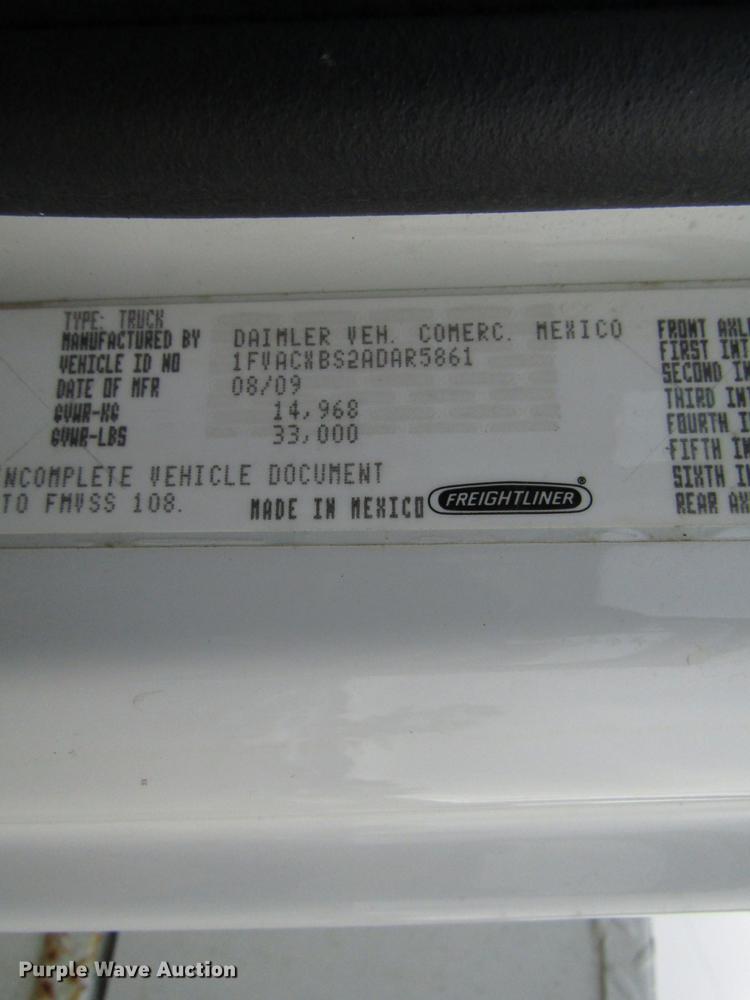 TYPE: TRUCK
MANUFACTURED BY DAIMLER VEH. COMERC. MEXICO
VEHICLE ID NO 1FVACXBS2ADAR5861
DATE OF MFR 08/09
GVWR-KG 14,968
GVWR-LBS 33,000
NCOMPLETE VEHICLE DOCUMENT
TO FMVSS 108.
MADE IN MEXICO FREIGHTLINER®
FRONT AXL
FIRST INT
SECOND IN
THIRD INT
FOURTH I
FIFTH IN
SIXTH I
REAR AX
Purple Wave Auction